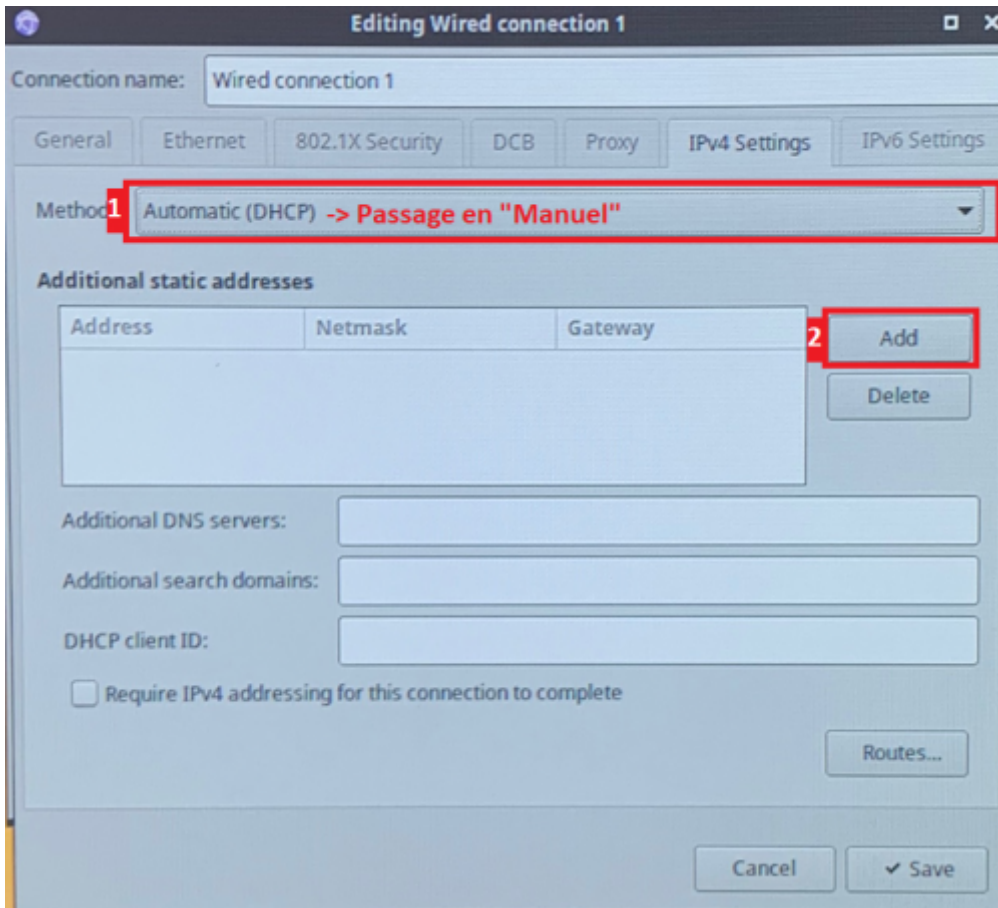 Editing Wired connection 1
Connection name: Wired connection 1
General Ethernet 802.1X Security DCB Proxy IPv4 Settings IPv6 Settings
Method 1 Automatic (DHCP) -> Passage en "Manuel"
Additional static addresses
Address Netmask Gateway 2 Add
Delete
Additional DNS servers:
Additional search domains:
DHCP client ID:
Require IPv4 addressing for this connection to complete
Routes...
Cancel Save